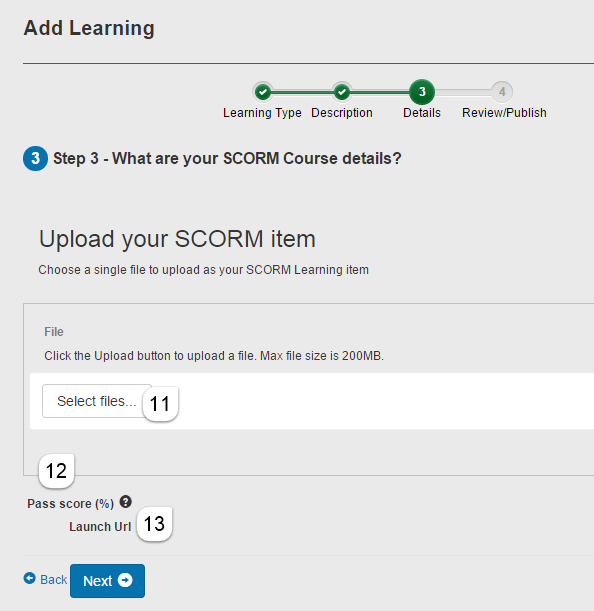 Add Learning
3 4
Learning Type Description Details Review/Publish
3 Step 3 - What are your SCORM Course details?
Upload your SCORM item
Choose a single file to upload as your SCORM Learning item
File
Click the Upload button to upload a file. Max file size is 200MB.
Select files... 11
12
Pass score (%) ?
Launch Url 13
Back Next